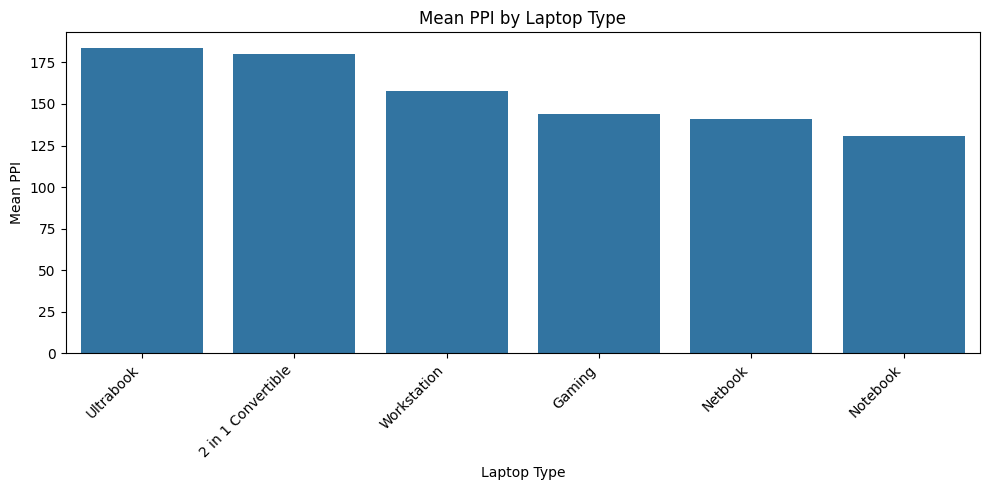 Mean PPI by Laptop Type
Mean PPI
175
150
125
100
75
50
25
0
Ultrabook
2 in 1 Convertible
Workstation
Gaming
Netbook
Notebook
Laptop Type